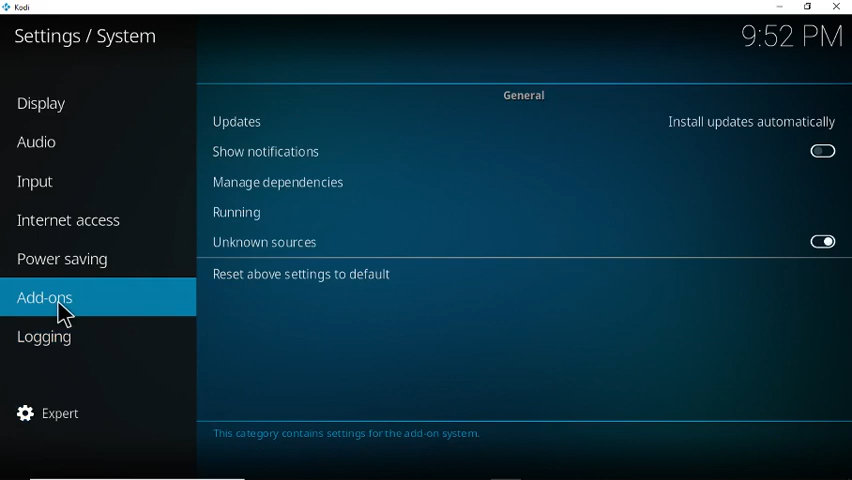 Kodi
Settings / System
9:52 PM
Display
Audio
Input
Internet access
Power saving
Add-ons
Logging
Expert
General
Updates Install updates automatically
Show notifications
Manage dependencies
Running
Unknown sources
Reset above settings to default
This category contains settings for the add-on system.